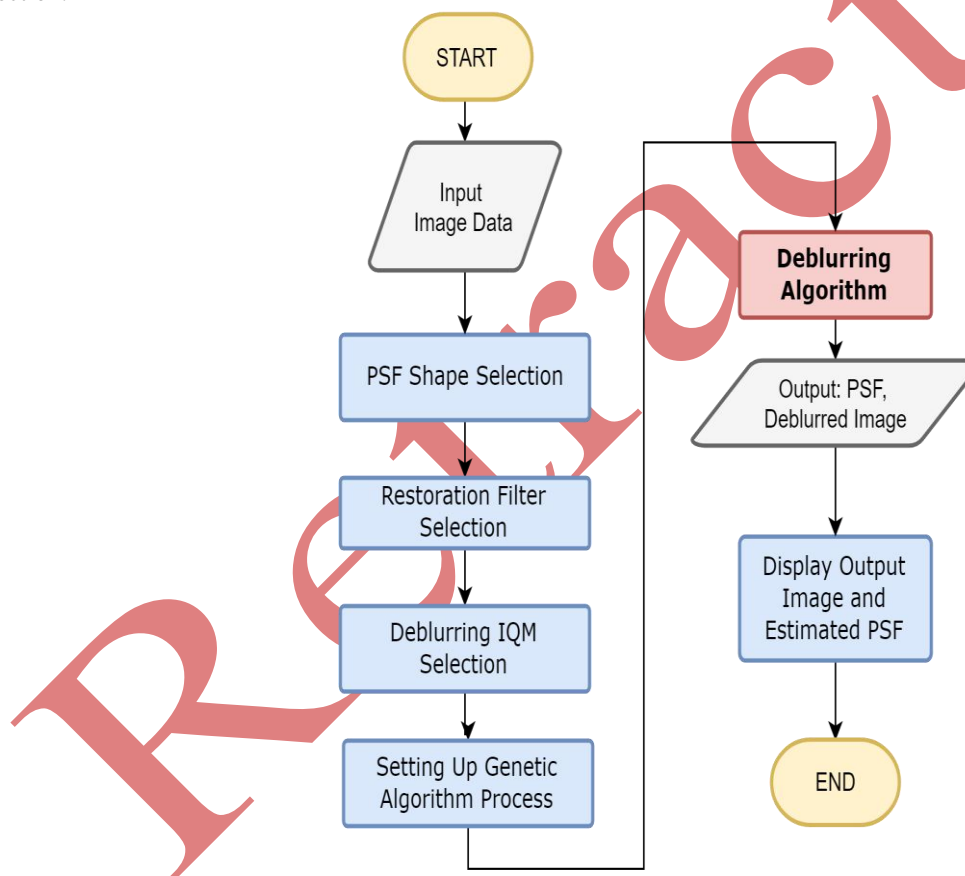 START
Input
Image Data
PSF Shape Selection
Restoration Filter
Selection
Deblurring IQM
Selection
Setting Up Genetic
Algorithm Process
Deblurring
Algorithm
Output: PSF,
Deblurred Image
Display Output
Image and
Estimated PSF
END
Retract